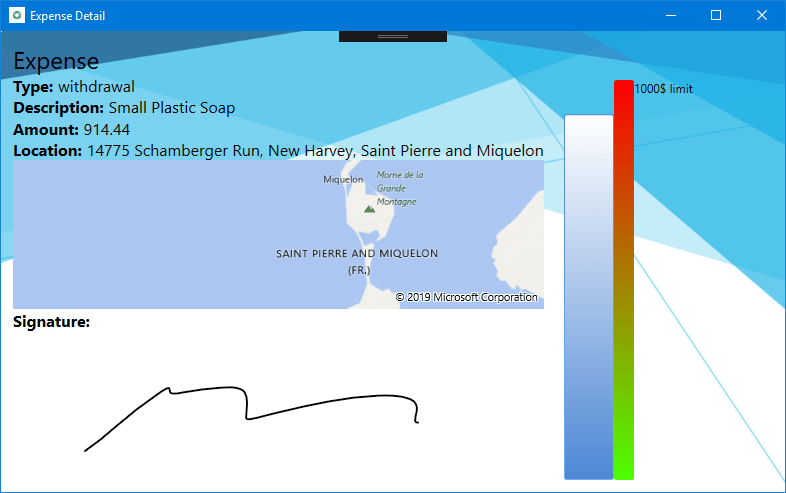 Expense Detail
Expense
Type: withdrawal
Description: Small Plastic Soap
Amount: 914.44
Location: 14775 Schamberger Run, New Harvey, Saint Pierre and Miquelon
Miquelon
Morne de la
Grande
Montagne
SAINT PIERRE AND MIQUELON
(FR.)
© 2019 Microsoft Corporation
Signature:
1000$ limit